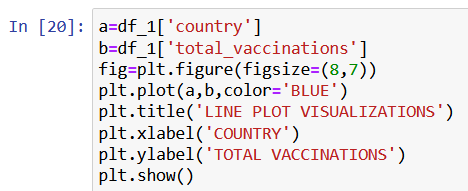 In [20]: a=df_1['country']
b=df_1['total_vaccinations']
fig=plt.figure(figsize=(8,7))
plt.plot(a,b,color='BLUE')
plt.title('LINE PLOT VISUALIZATIONS')
plt.xlabel('COUNTRY')
plt.ylabel('TOTAL VACCINATIONS')
plt.show()